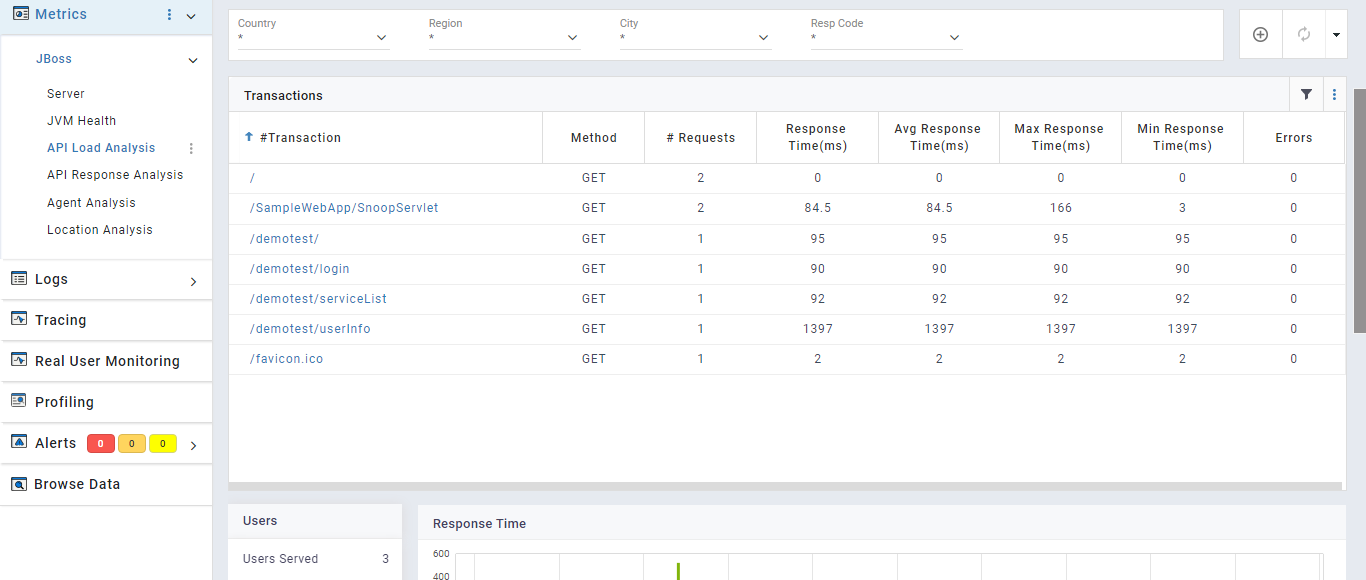 Metrics
JBoss
Server
JVM Health
API Load Analysis
API Response Analysis
Agent Analysis
Location Analysis
Logs
Tracing
Real User Monitoring
Profiling
Alerts 0 0 0
Browse Data
Country Region City Resp Code
* * * *
Transactions
#Transaction Method # Requests Response Time(ms) Avg Response Time(ms) Max Response Time(ms) Min Response Time(ms) Errors
/ GET 2 0 0 0 0 0
/SampleWebApp/SnoopServlet GET 2 84.5 84.5 166 3 0
/demotest/ GET 1 95 95 95 95 0
/demotest/login GET 1 90 90 90 90 0
/demotest/serviceList GET 1 92 92 92 92 0
/demotest/userInfo GET 1 1397 1397 1397 1397 0
/favicon.ico GET 1 2 2 2 2 0
Users
Users Served 3
Response Time
600
400